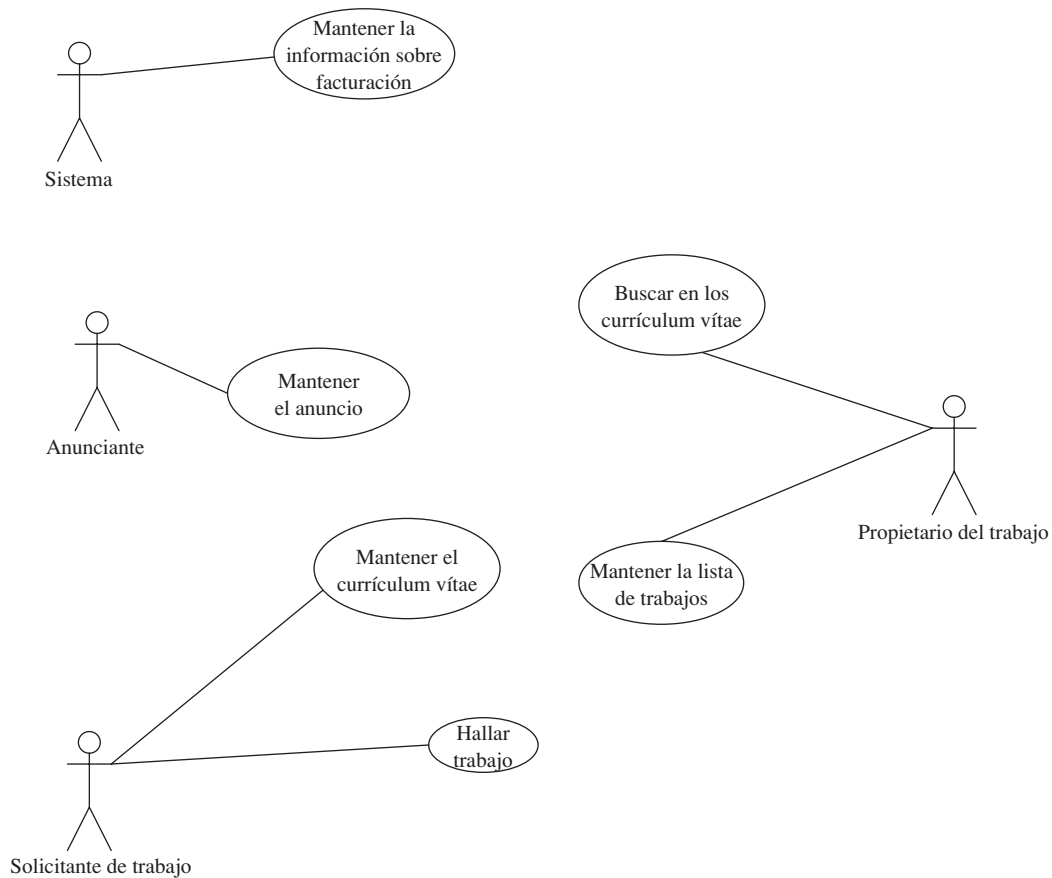 Mantener la
información sobre
facturación
Sistema
Buscar en los
currículum vítae
Mantener
el anuncio
Anunciante
Propietario del trabajo
Mantener el
currículum vítae
Mantener la lista
de trabajos
Hallar
trabajo
Solicitante de trabajo